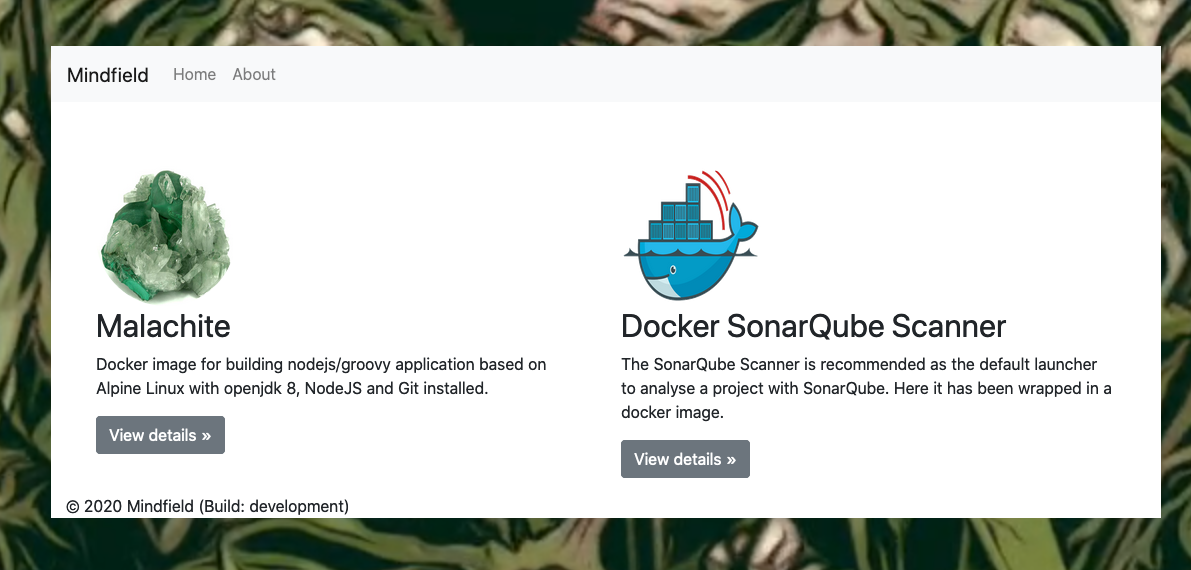 Mindfield Home About
Malachite
Docker image for building nodejs/groovy application based on
Alpine Linux with openjdk 8, NodeJS and Git installed.
View details »
Docker SonarQube Scanner
The SonarQube Scanner is recommended as the default launcher
to analyse a project with SonarQube. Here it has been wrapped in a
docker image.
View details »
© 2020 Mindfield (Build: development)